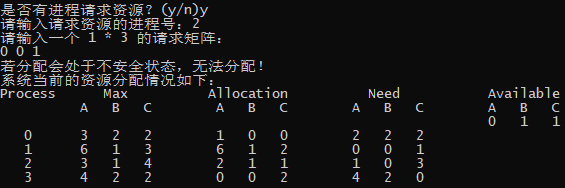 是否有进程请求资源？(y/n)y
请输入请求资源的进程号：2
请输入一个 1 * 3 的请求矩阵：
0 0 1
若分配会处于不安全状态，无法分配！
系统当前的资源分配情况如下：
Process Max Allocation Need Available
A B C A B C A B C A B C
0 1 1
0 3 2 2 1 0 0 2 2 2
1 6 1 3 6 1 2 0 0 1
2 3 1 4 2 1 1 1 0 3
3 4 2 2 0 0 2 4 2 0